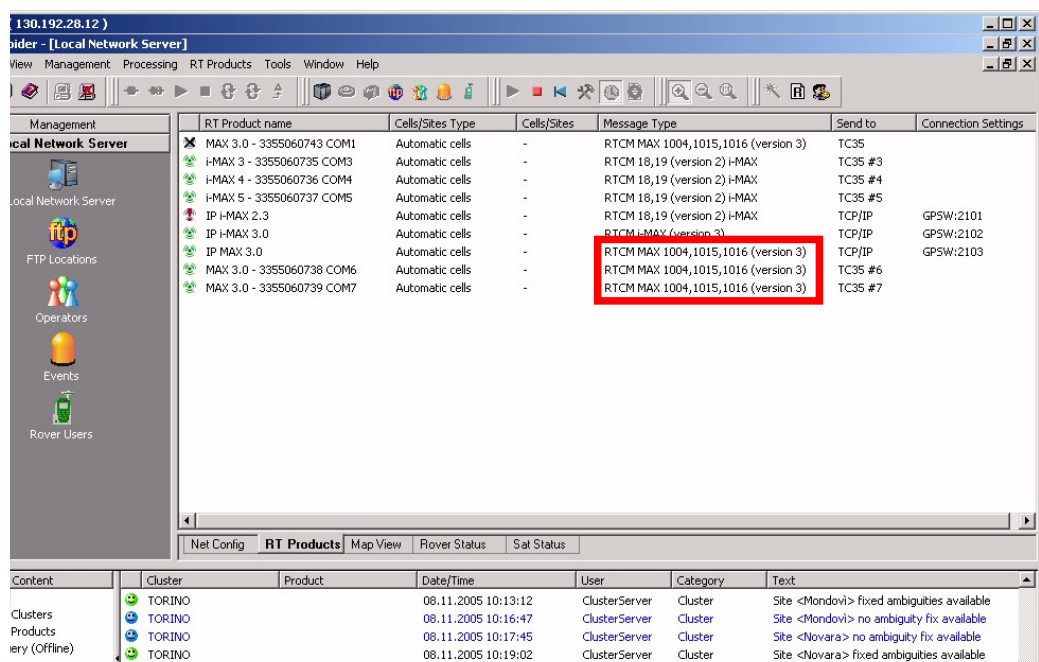 ( 130.192.28.12 )
pider - [Local Network Server]
View Management Processing RT Products Tools Window Help
Management
ocal Network Server
ocal Network Server
FTP Locations
Operators
Events
Rover Users
RT Product name Cells/Sites Type Cells/Sites Message Type Send to Connection Settings
MAX 3.0 - 3355060743 COM1 Automatic cells - RTCM MAX 1004,1015,1016 (version 3) TC35
i-MAX 3 - 3355060735 COM3 Automatic cells - RTCM 18,19 (version 2) i-MAX TC35 #3
i-MAX 4 - 3355060736 COM4 Automatic cells - RTCM 18,19 (version 2) i-MAX TC35 #4
i-MAX 5 - 3355060737 COM5 Automatic cells - RTCM 18,19 (version 2) i-MAX TC35 #5
IP i-MAX 2.3 Automatic cells - RTCM 18,19 (version 2) i-MAX TCP/IP GPSW:2101
IP i-MAX 3.0 Automatic cells - RTCM i-MAX (version 3) TCP/IP GPSW:2102
IP MAX 3.0 Automatic cells - RTCM MAX 1004,1015,1016 (version 3) TCP/IP GPSW:2103
MAX 3.0 - 3355060738 COM6 Automatic cells - RTCM MAX 1004,1015,1016 (version 3) TC35 #6
MAX 3.0 - 3355060739 COM7 Automatic cells - RTCM MAX 1004,1015,1016 (version 3) TC35 #7
Net Config RT Products Map View Rover Status Sat Status
Content
Clusters
Products
ery (Offline)
Cluster Product Date/Time User Category Text
TORINO 08.11.2005 10:13:12 ClusterServer Cluster Site <Mondovì> fixed ambiguities available
TORINO 08.11.2005 10:16:47 ClusterServer Cluster Site <Mondovì> no ambiguity fix available
TORINO 08.11.2005 10:17:45 ClusterServer Cluster Site <Novara> no ambiguity fix available
TORINO 08.11.2005 10:19:02 ClusterServer Cluster Site <Novara> fixed ambiguities available